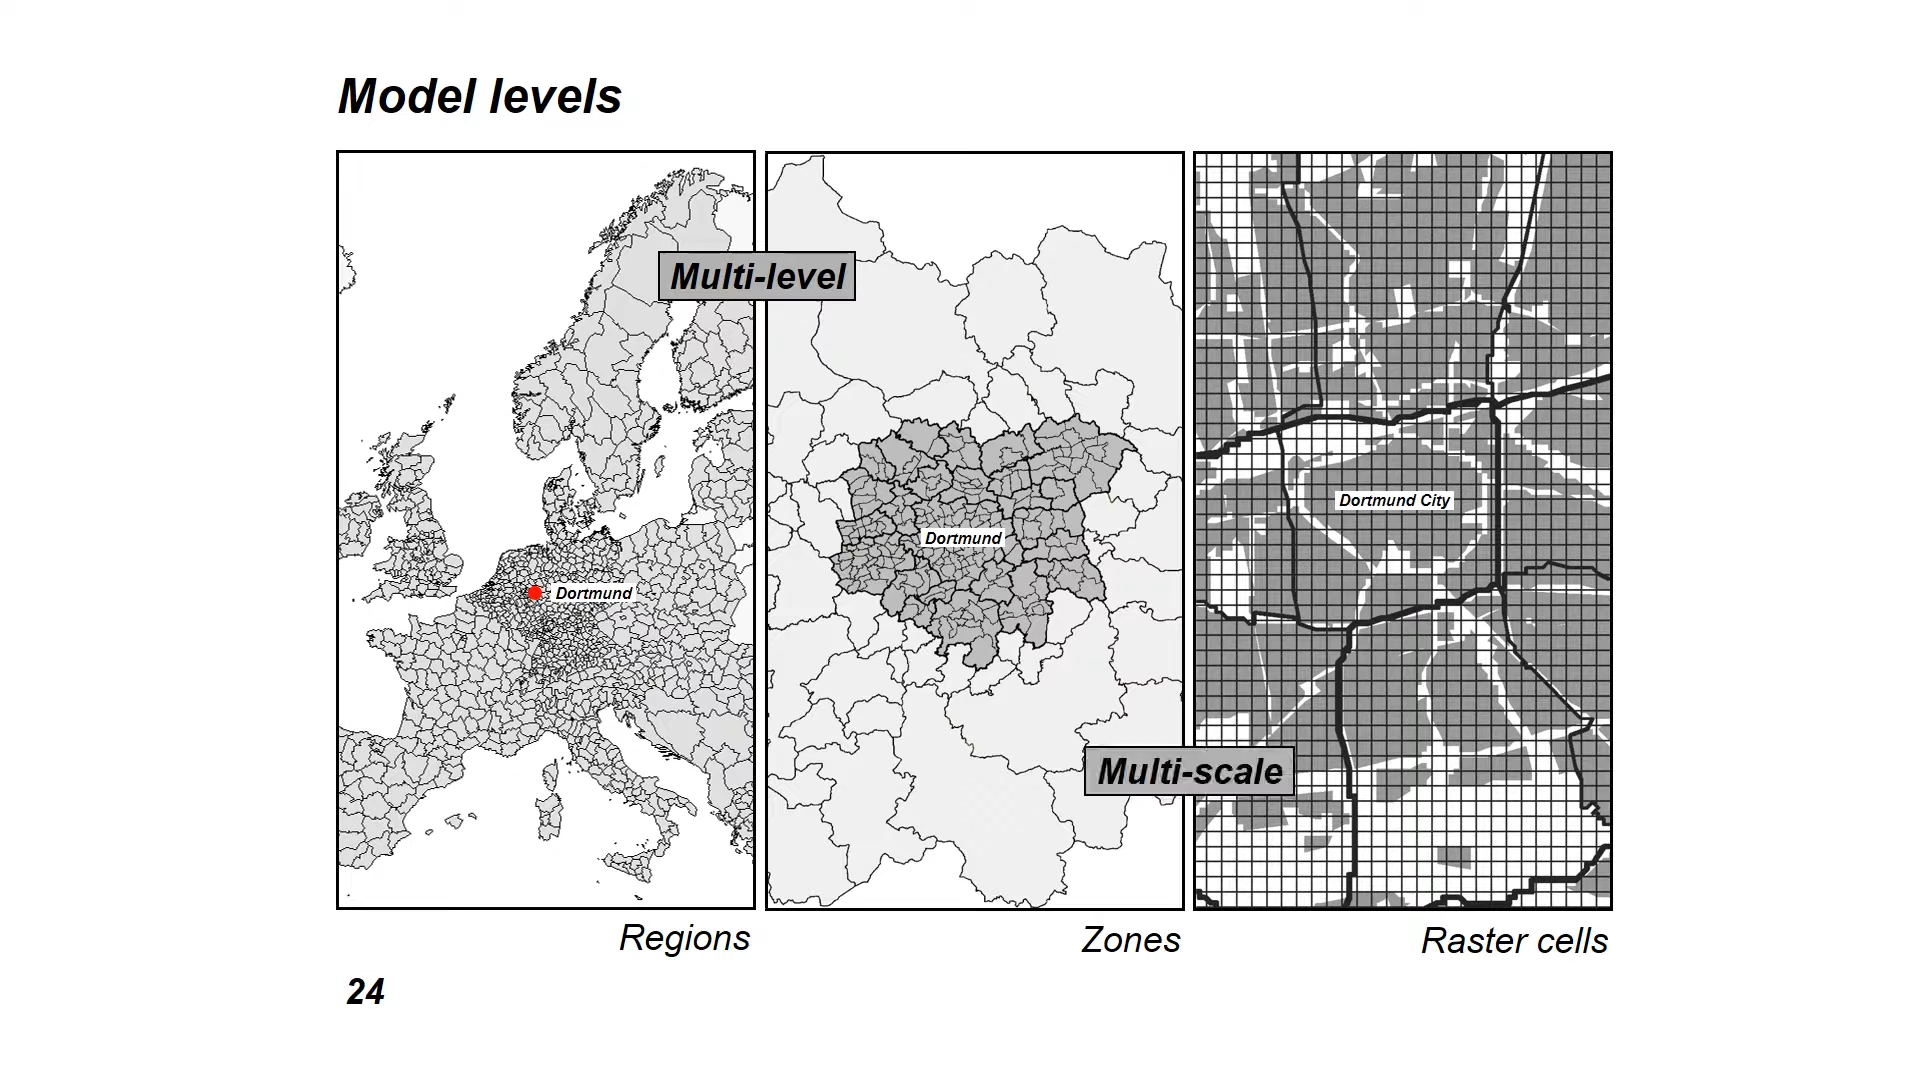 Model levels
Multi-level
Dortmund
Dortmund
Dortmund City
Multi-scale
Regions
Zones
Raster cells
24